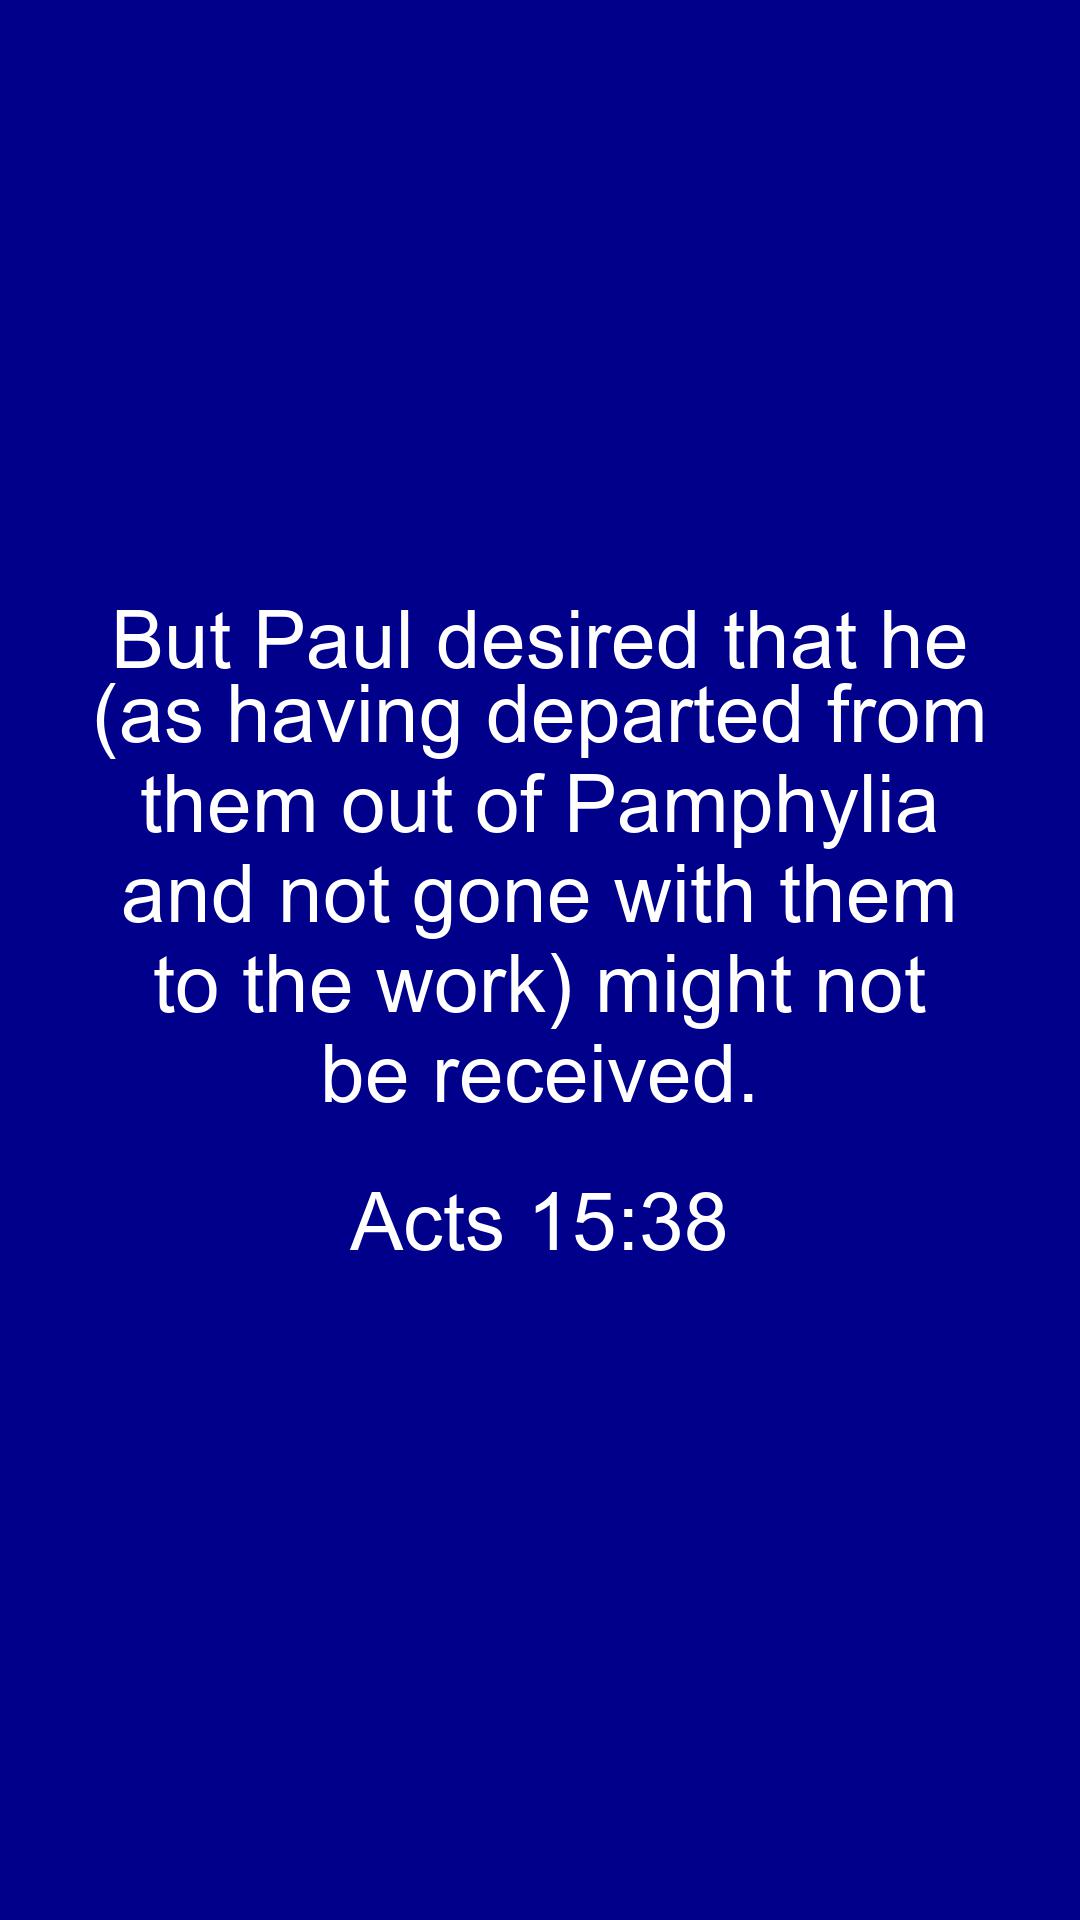 But Paul desired that he
(as having departed from
them out of Pamphylia
and not gone with them
to the work) might not
be received.
Acts 15:38